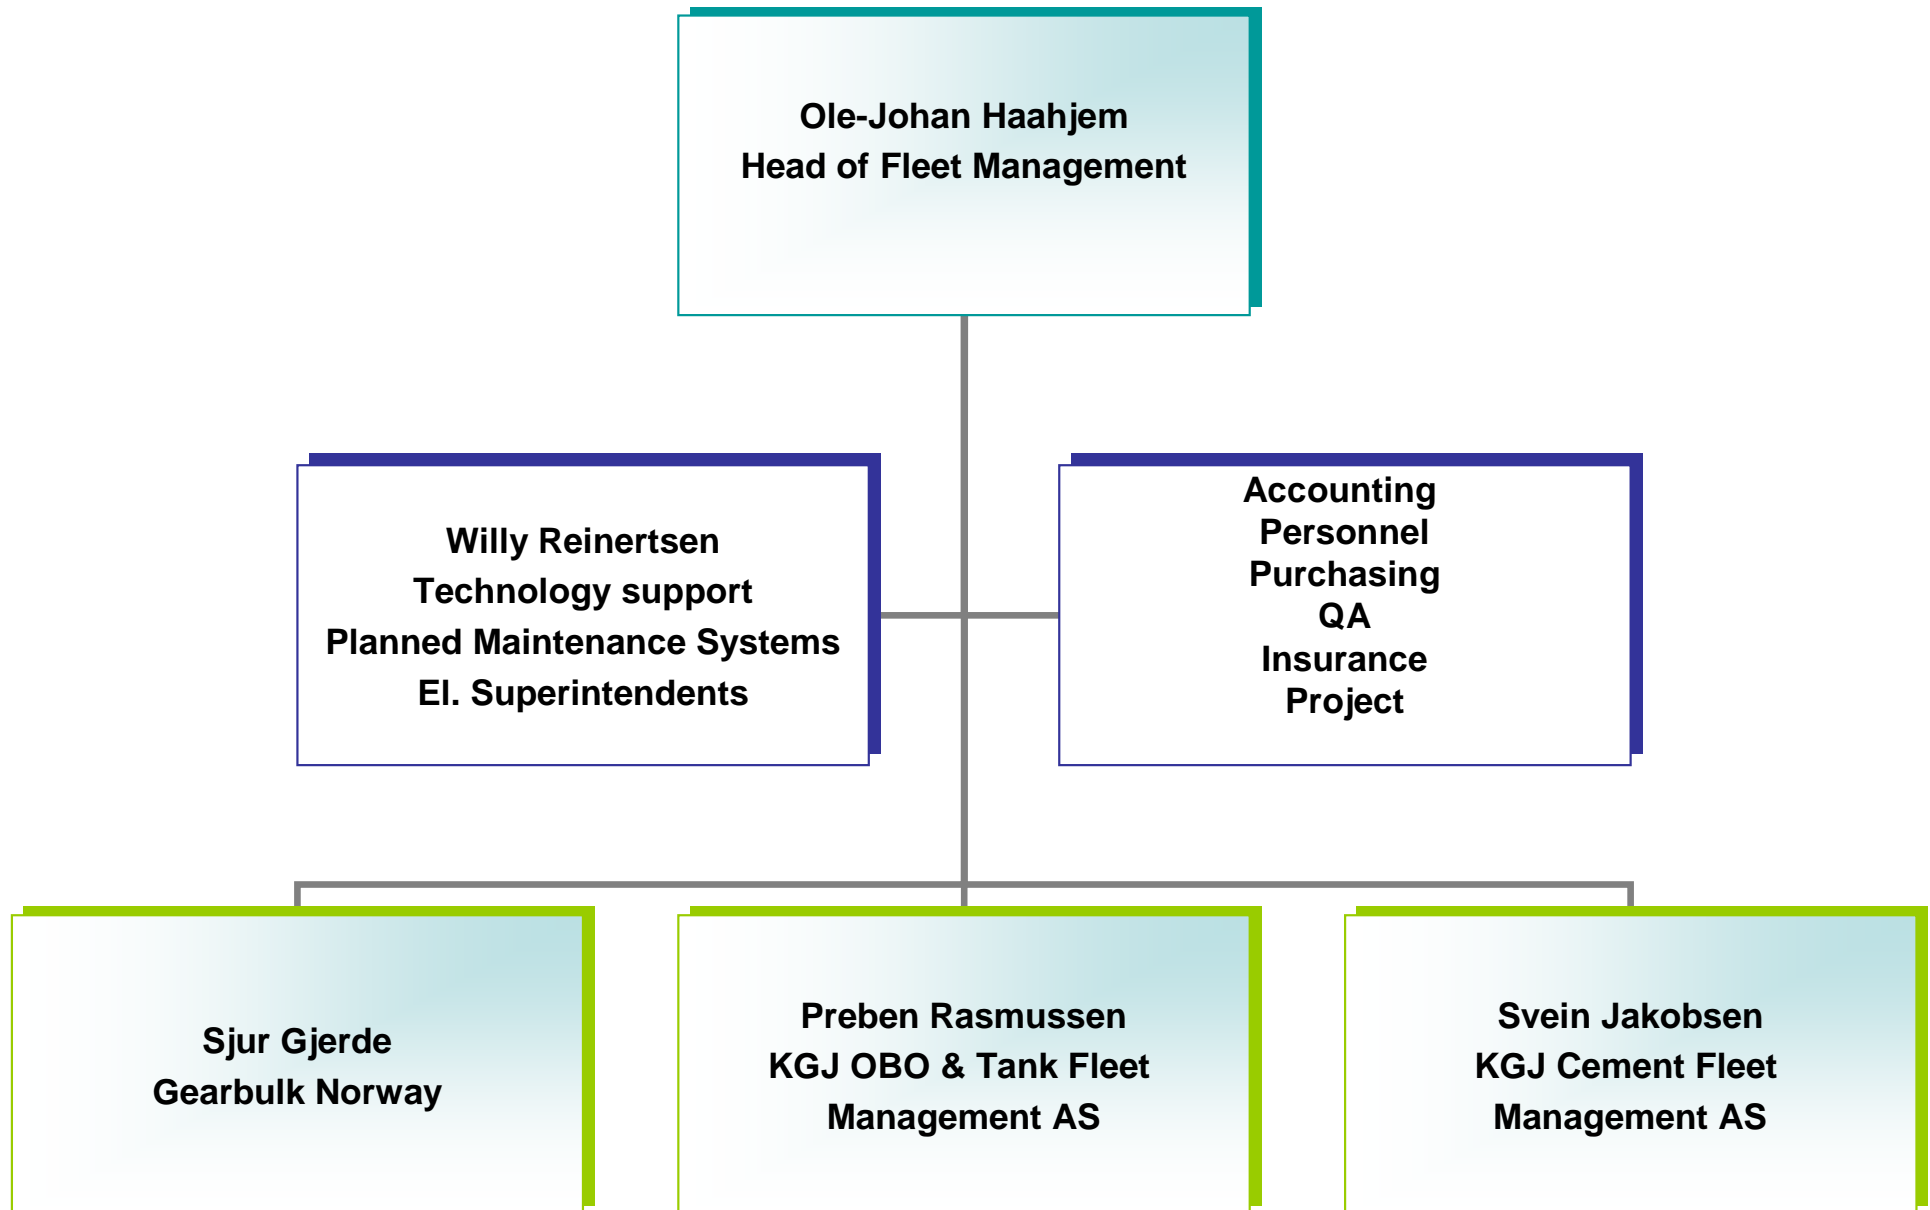 Ole-Johan Haahjem
Head of Fleet Management
Willy Reinertsen
Technology support
Planned Maintenance Systems
El. Superintendents
Accounting
Personnel
Purchasing
QA
Insurance
Project
Sjur Gjerde
Gearbulk Norway
Preben Rasmussen
KGJ OBO & Tank Fleet
Management AS
Svein Jakobsen
KGJ Cement Fleet
Management AS